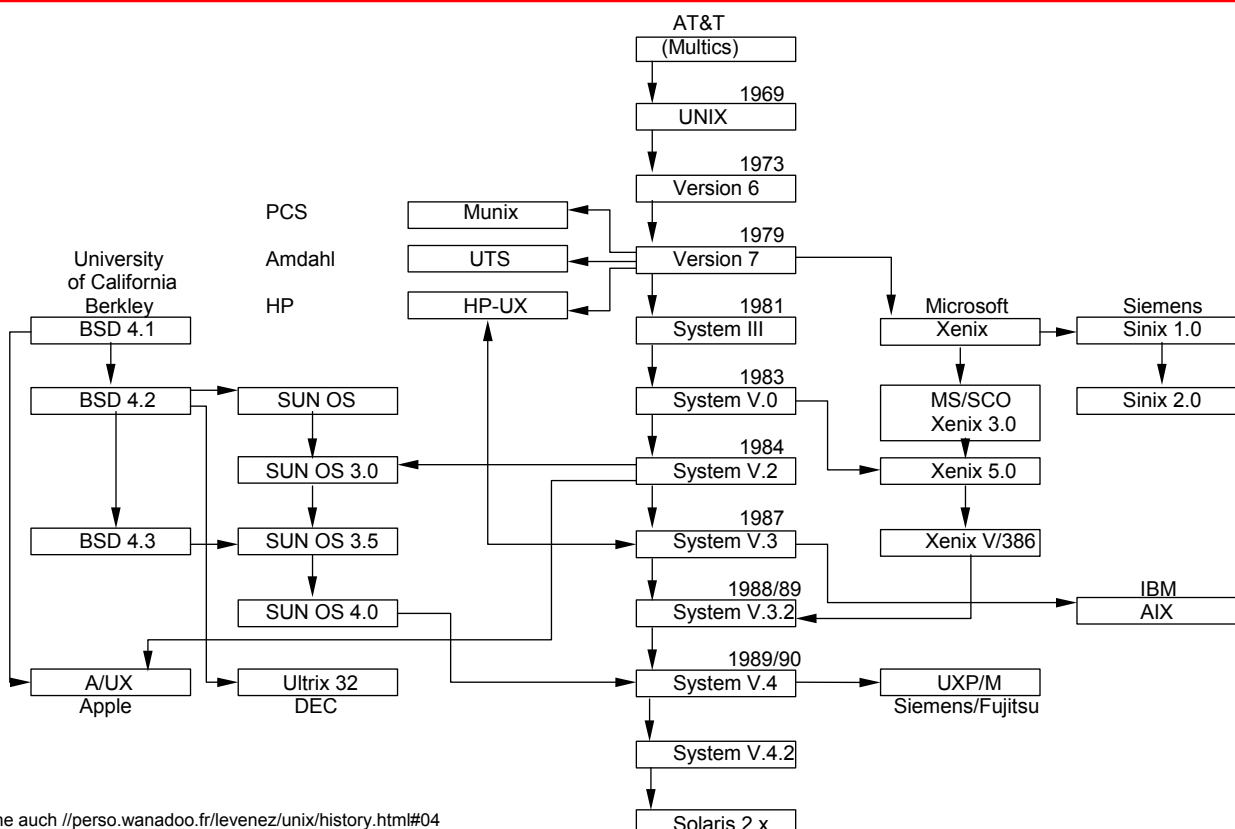 AT&T
(Multics)
1969
UNIX
1973
Version 6
PCS
Munix
1979
University
of California
Berkley
Amdahl
UTS
Version 7
HP
HP-UX
1981
System III
Microsoft
Xenix
Siemens
Sinix 1.0
BSD 4.1
1983
BSD 4.2
SUN OS
System V.0
MS/SCO
Xenix 3.0
Sinix 2.0
1984
SUN OS 3.0
System V.2
Xenix 5.0
1987
BSD 4.3
SUN OS 3.5
System V.3
Xenix V/386
1988/89
SUN OS 4.0
System V.3.2
IBM
AIX
1989/90
A/UX
Apple
Ultrix 32
DEC
System V.4
UXP/M
Siemens/Fujitsu
System V.4.2
auch //perso.wanadoo.fr/levenez/unix/history.html#04
Solaris 2.x